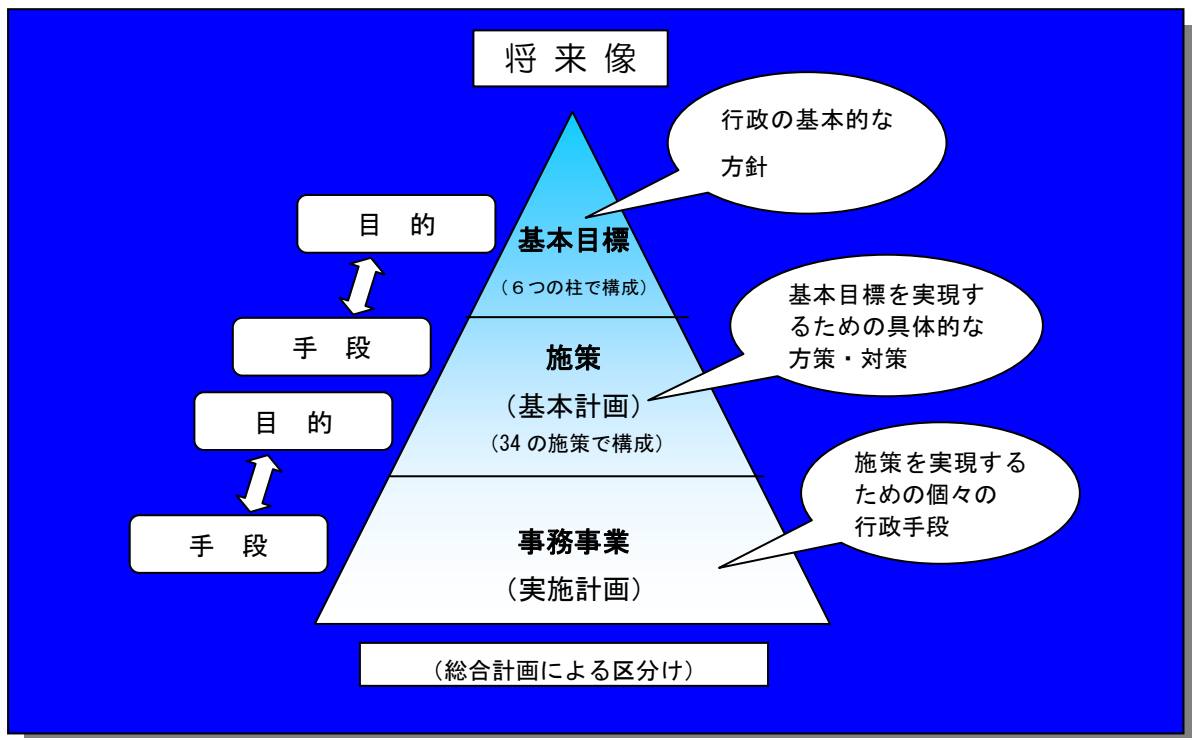 将来像
行政の基本的な
方針
目的
基本目標
（６つの柱で構成）
手段
基本目標を実現す
るための具体的な
方策・対策
施策
（基本計画）
（34 の施策で構成）
目的
手段
施策を実現する
ための個々の
行政手段
事務事業
（実施計画）
（総合計画による区分け）